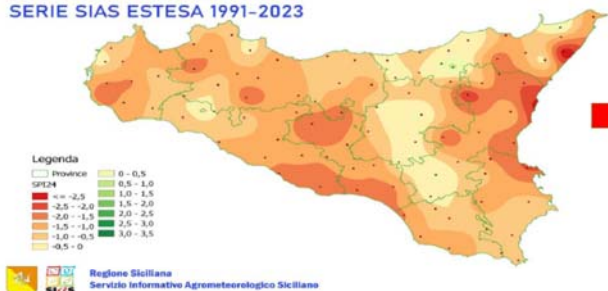 SERIE SIAS ESTESA 1991-2023
Legenda
Province
SPI24
<= -2,5
-2,5 - -2,0
-2,0 - -1,5
-1,5 - -1,0
-1,0 - -0,5
-0,5 - 0
0 - 0,5
0,5 - 1,0
1,0 - 1,5
1,5 - 2,0
2,0 - 2,5
2,5 - 3,0
3,0 - 3,5
SIAS
Regione Siciliana
Servizio Informativo Agrometeorologico Siciliano